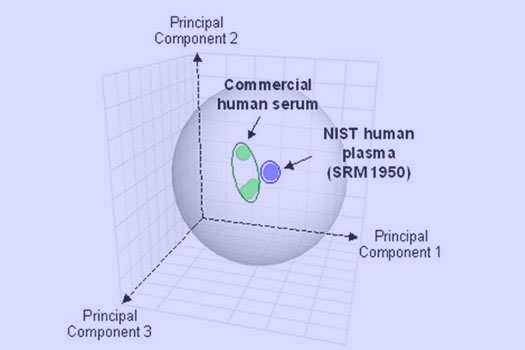 Principal
Component 2
Commercial
human serum
NIST human
plasma
(SRM1950)
Principal
Component 1
Principal
Component 3